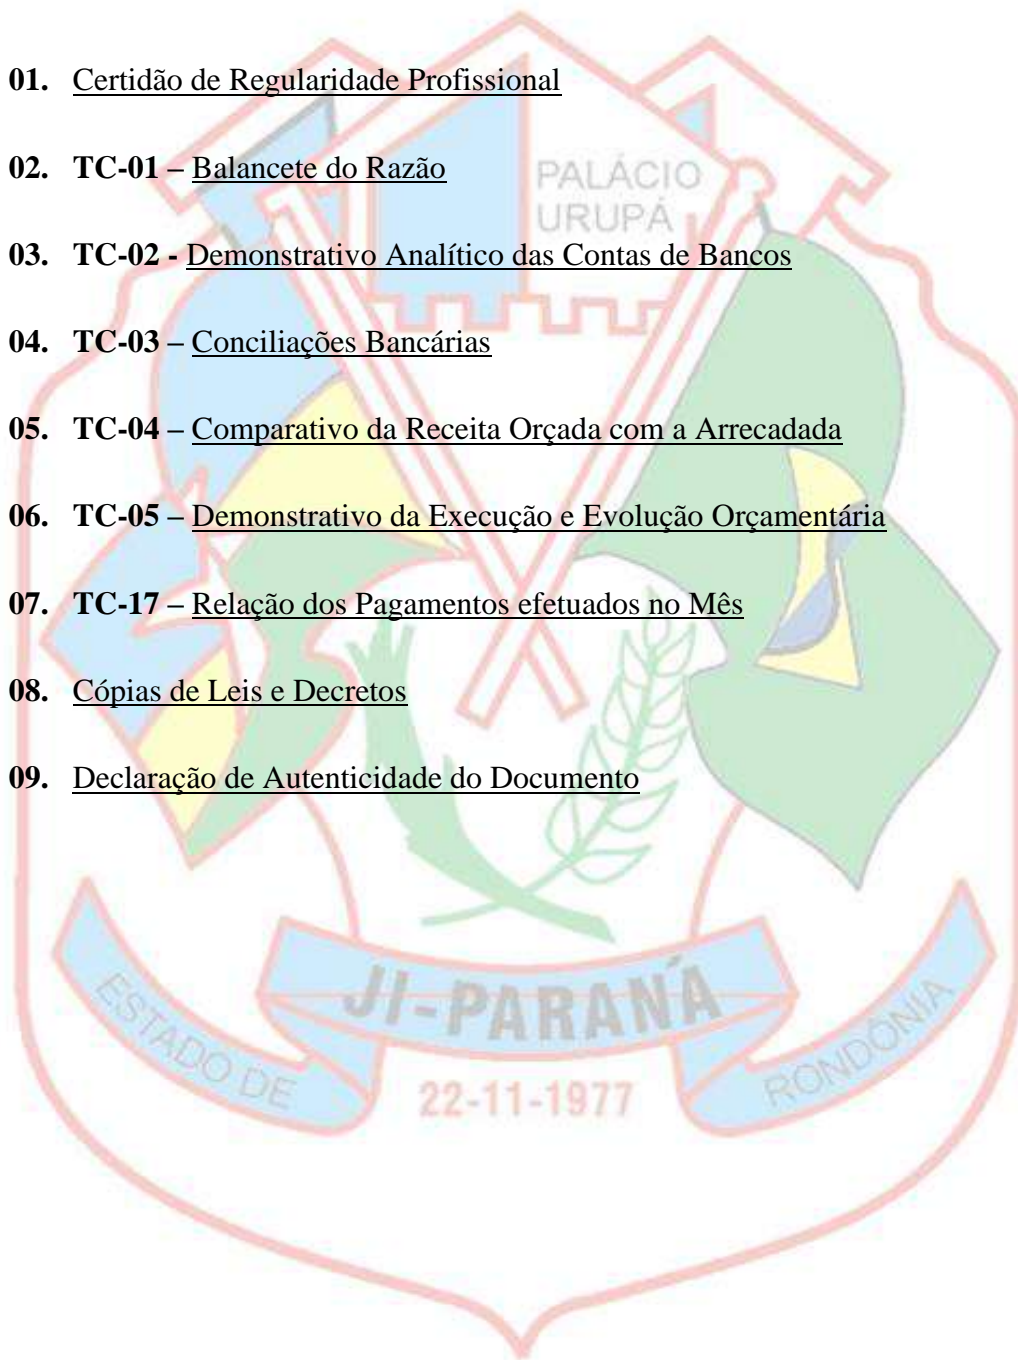 01. Certidão de Regularidade Profissional
02. TC-01 – Balancete do Razão
PALÁCIO
URUPÁ
03. TC-02 - Demonstrativo Analítico das Contas de Bancos
04. TC-03 – Conciliações Bancárias
05. TC-04 – Comparativo da Receita Orçada com a Arrecadada
06. TC-05 – Demonstrativo da Execução e Evolução Orçamentária
07. TC-17 – Relação dos Pagamentos efetuados no Mês
08. Cópias de Leis e Decretos
09. Declaração de Autenticidade do Documento
JI-PARANÁ
ESTADO DE
RONDÔNIA
22-11-1977